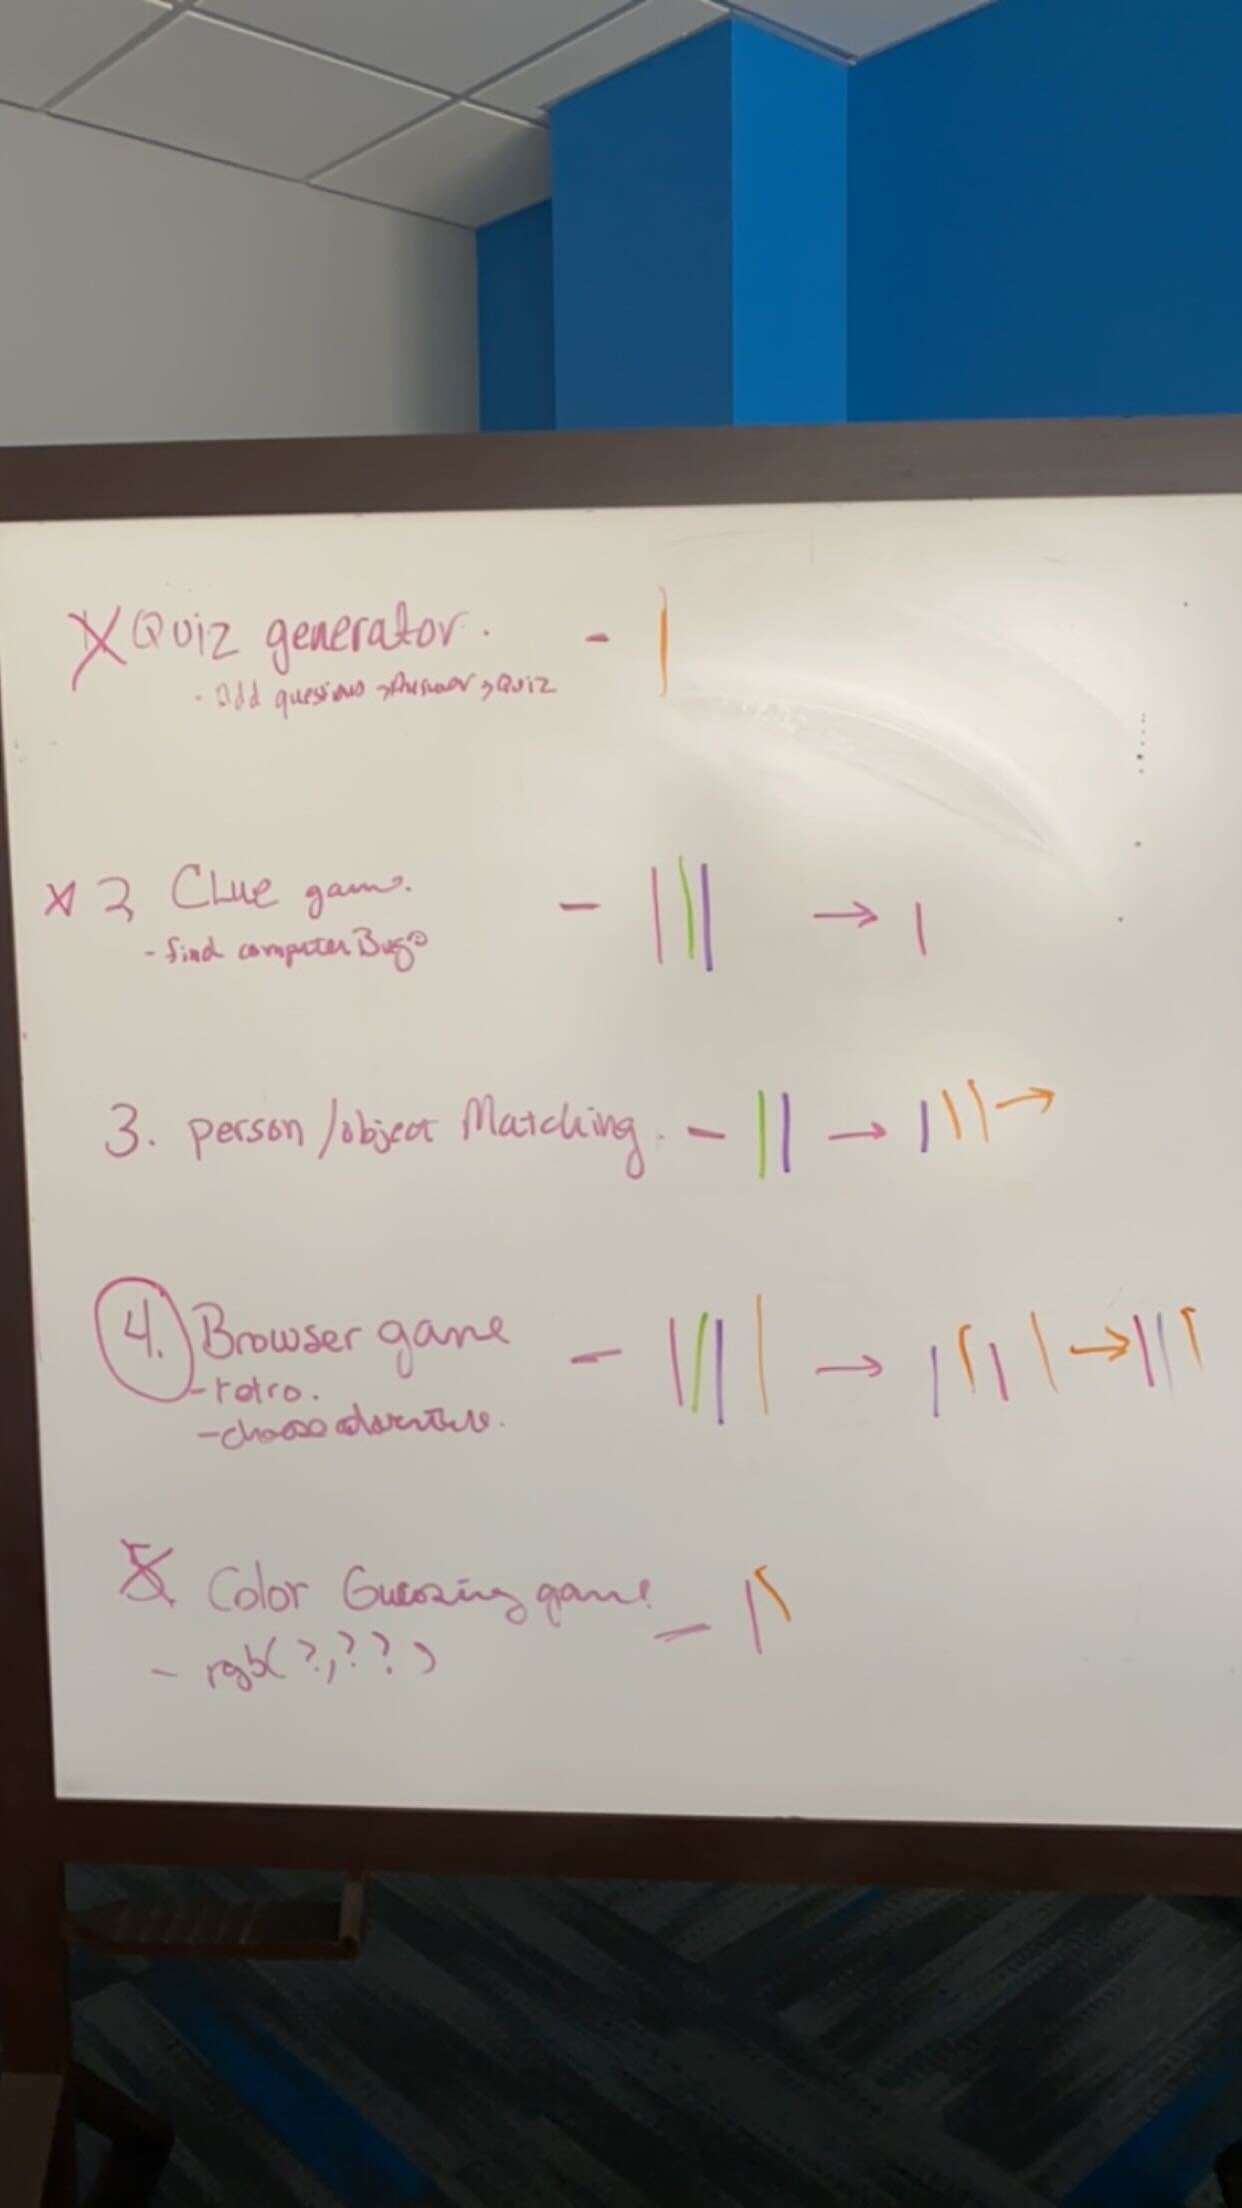 Quiz generator. -
- Add questions → Answer → Quiz
2 Clue game. - →
- find computer Bugs
3. person/object Matching - → →
4. Browser game - → →
- retro.
- choose adventure.
5 Color Guessing game -
- rgb(?,??)